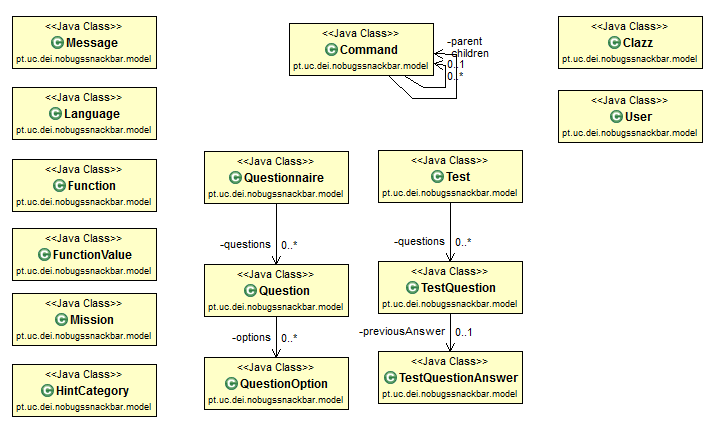 <<Java Class>>
Message
pt.uc.dei.nobugssnackbar.model
<<Java Class>>
Language
pt.uc.dei.nobugssnackbar.model
<<Java Class>>
Function
pt.uc.dei.nobugssnackbar.model
<<Java Class>>
FunctionValue
pt.uc.dei.nobugssnackbar.model
<<Java Class>>
Mission
pt.uc.dei.nobugssnackbar.model
<<Java Class>>
HintCategory
pt.uc.dei.nobugssnackbar.model
<<Java Class>>
Command
pt.uc.dei.nobugssnackbar.model
-parent
-children
0..1
0..*
<<Java Class>>
Questionnaire
pt.uc.dei.nobugssnackbar.model
-questions
0..*
<<Java Class>>
Question
pt.uc.dei.nobugssnackbar.model
-options
0..*
<<Java Class>>
QuestionOption
pt.uc.dei.nobugssnackbar.model
<<Java Class>>
Test
pt.uc.dei.nobugssnackbar.model
-questions
0..*
<<Java Class>>
TestQuestion
pt.uc.dei.nobugssnackbar.model
-previousAnswer
0..1
<<Java Class>>
TestQuestionAnswer
pt.uc.dei.nobugssnackbar.model
<<Java Class>>
Clazz
pt.uc.dei.nobugssnackbar.model
<<Java Class>>
User
pt.uc.dei.nobugssnackbar.model